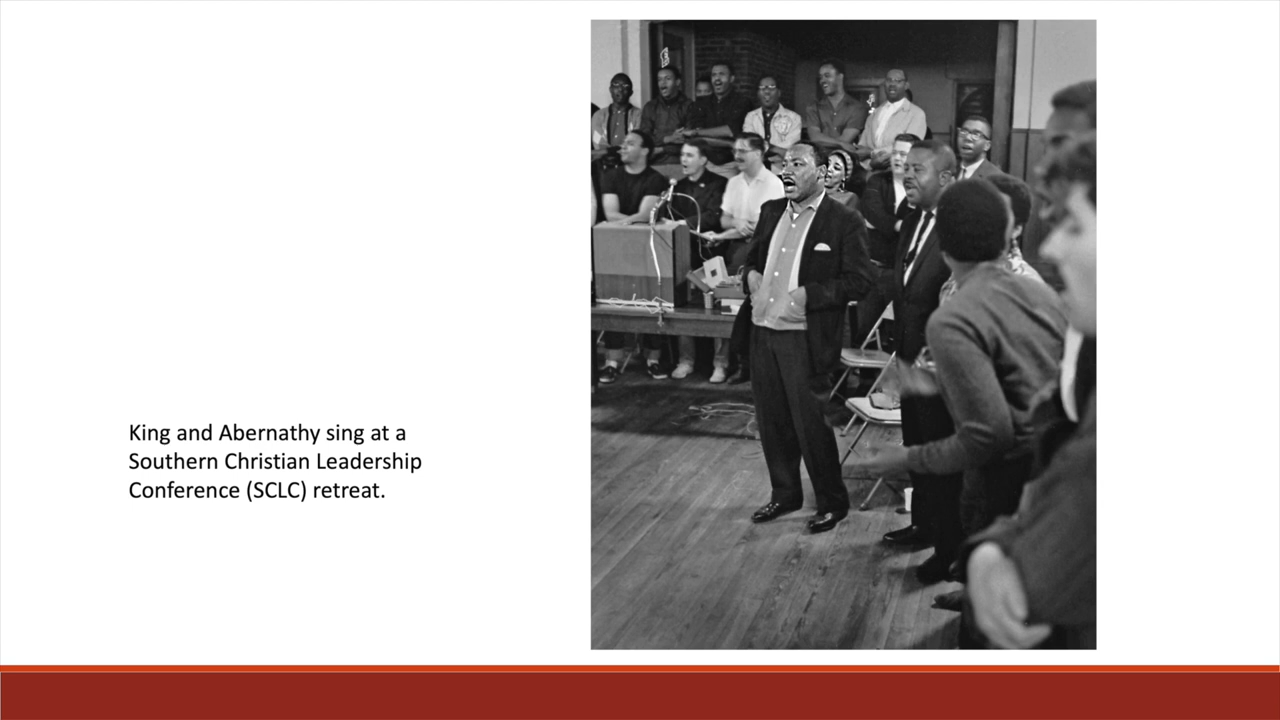 King and Abernathy sing at a
Southern Christian Leadership
Conference (SCLC) retreat.